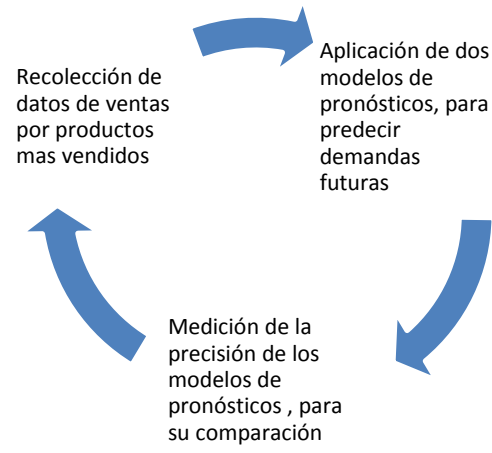 Recolección de
datos de ventas
por productos
mas vendidos
Aplicación de dos
modelos de
pronósticos, para
predecir
demandas
futuras
Medición de la
precisión de los
modelos de
pronósticos , para
su comparación